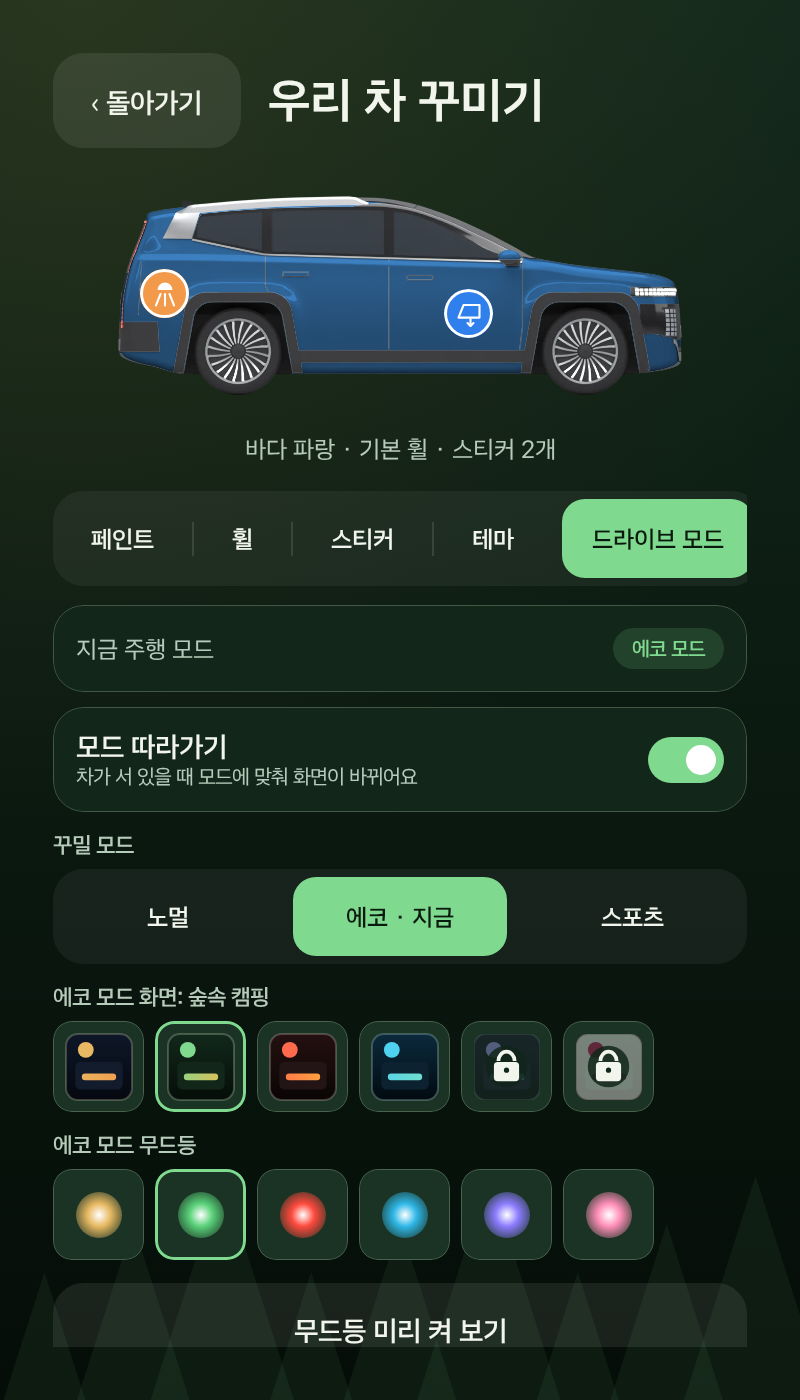 ‹ 돌아가기
우리 차 꾸미기
바다 파랑 · 기본 휠 · 스티커 2개
페인트
휠
스티커
테마
드라이브 모드
지금 주행 모드
에코 모드
모드 따라가기
차가 서 있을 때 모드에 맞춰 화면이 바뀌어요
꾸밀 모드
노멀
에코 · 지금
스포츠
에코 모드 화면: 숲속 캠핑
에코 모드 무드등
무드등 미리 켜 보기